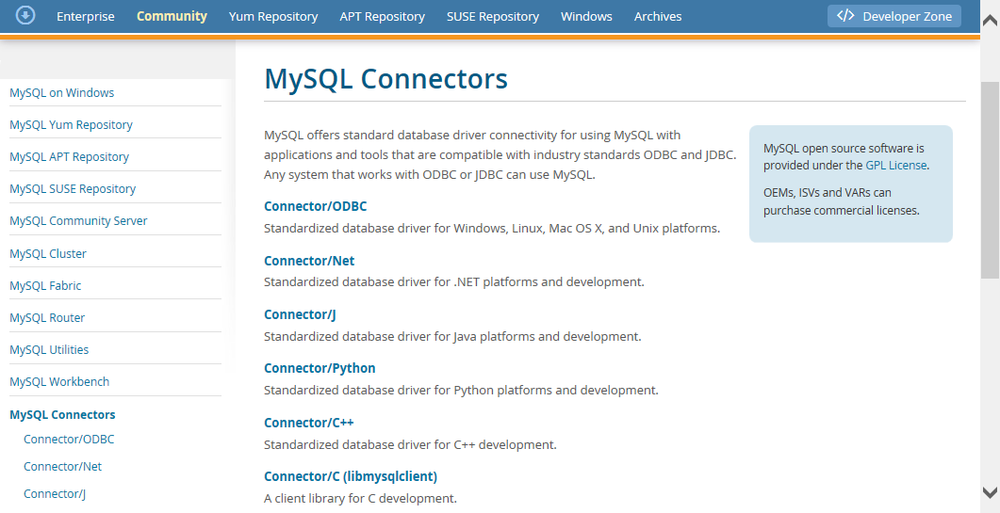 Enterprise Community Yum Repository APT Repository SUSE Repository Windows Archives </> Developer Zone
MySQL on Windows
MySQL Yum Repository
MySQL APT Repository
MySQL SUSE Repository
MySQL Community Server
MySQL Cluster
MySQL Fabric
MySQL Router
MySQL Utilities
MySQL Workbench
MySQL Connectors
Connector/ODBC
Connector/Net
Connector/J
MySQL Connectors
MySQL offers standard database driver connectivity for using MySQL with
applications and tools that are compatible with industry standards ODBC and JDBC.
Any system that works with ODBC or JDBC can use MySQL.
Connector/ODBC
Standardized database driver for Windows, Linux, Mac OS X, and Unix platforms.
Connector/Net
Standardized database driver for .NET platforms and development.
Connector/J
Standardized database driver for Java platforms and development.
Connector/Python
Standardized database driver for Python platforms and development.
Connector/C++
Standardized database driver for C++ development.
Connector/C (libmysqlclient)
A client library for C development.
MySQL open source software is
provided under the GPL License.
OEMs, ISVs and VARs can
purchase commercial licenses.